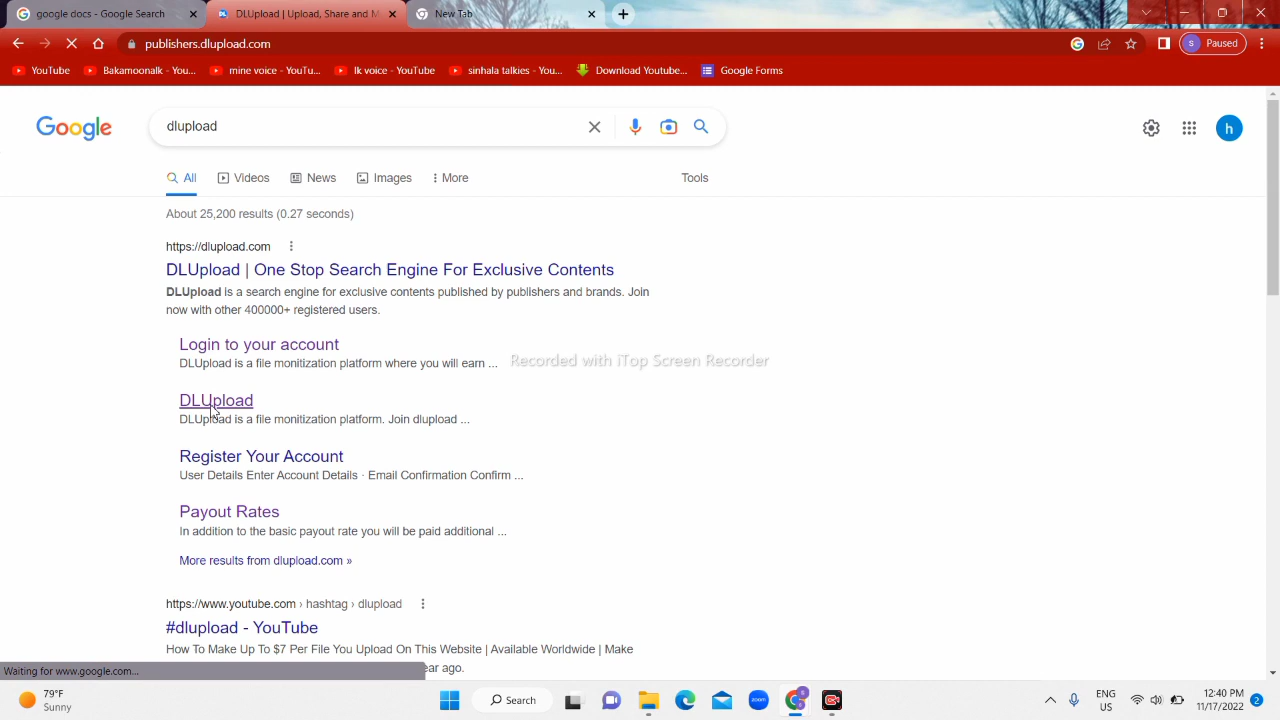 google docs - Google Search
DLUpload | Upload, Share and M
New Tab
publishers.dlupload.com
S
Paused
YouTube
Bakamoonalk - You...
mine voice - YouTu...
lk voice - YouTube
sinhala talkies - You...
Download Youtube...
Google Forms
Google
dlupload
h
All
Videos
News
Images
More
Tools
About 25,200 results (0.27 seconds)
https://dlupload.com
DLUpload | One Stop Search Engine For Exclusive Contents
DLUpload is a search engine for exclusive contents published by publishers and brands. Join
now with other 400000+ registered users.
Login to your account
DLUpload is a file monitization platform where you will earn ...
Recorded with iTop Screen Recorder
DLUpload
DLUpload is a file monitization platform. Join dlupload ...
Register Your Account
User Details Enter Account Details · Email Confirmation Confirm ...
Payout Rates
In addition to the basic payout rate you will be paid additional ...
More results from dlupload.com »
https://www.youtube.com › hashtag › dlupload
#dlupload - YouTube
How To Make Up To $7 Per File You Upload On This Website | Available Worldwide | Make
ear ago.
Waiting for www.google.com...
79°F
Sunny
Search
zoom
ENG
US
12:40 PM
11/17/2022
2